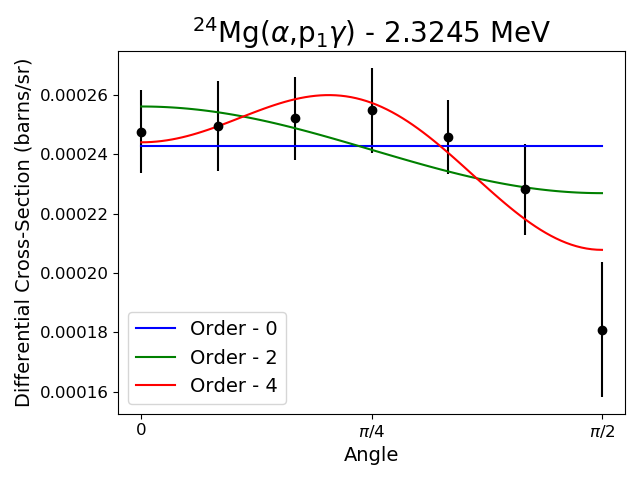 ²⁴Mg(α,p₁γ) - 2.3245 MeV
Differential Cross-Section (barns/sr)
0.00026
0.00024
0.00022
0.00020
0.00018
0.00016
Order - 0
Order - 2
Order - 4
0 π/4 π/2
Angle